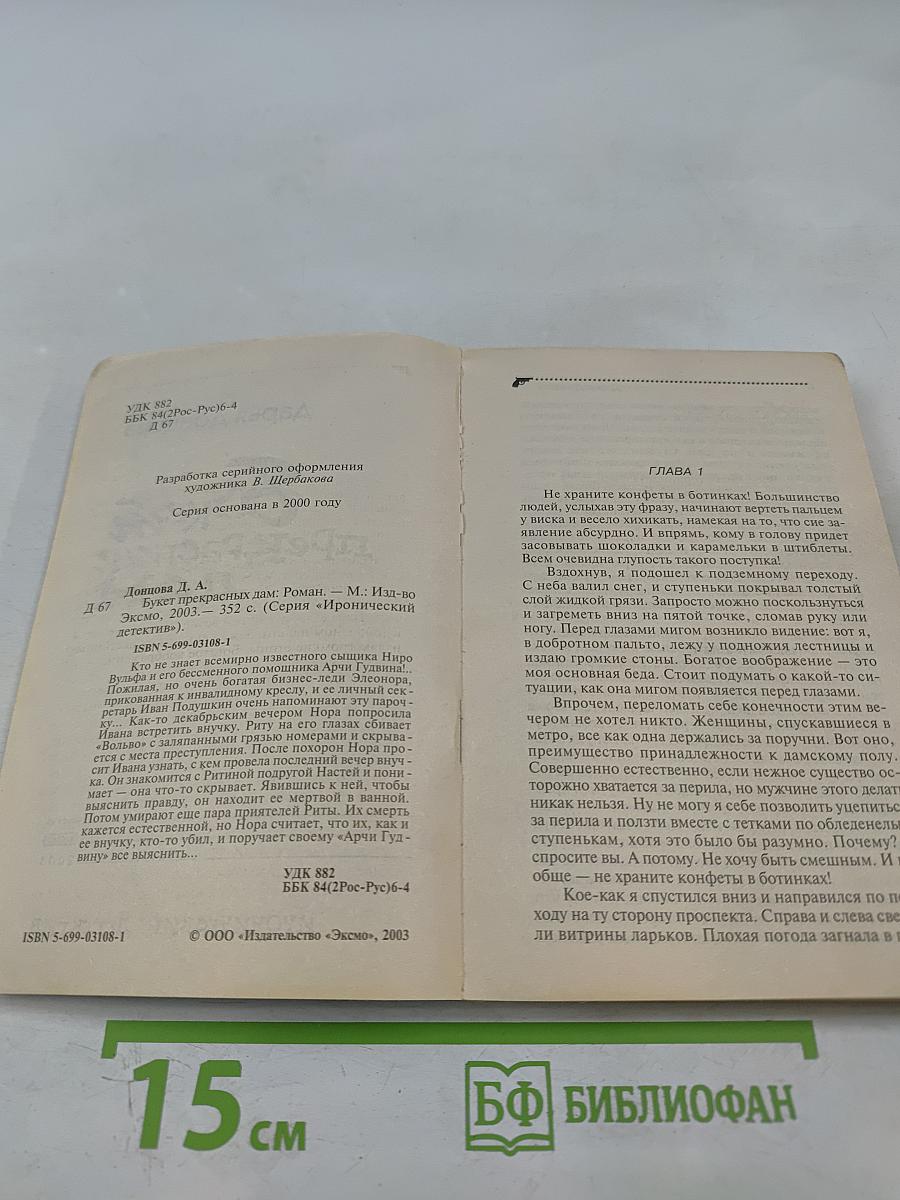 УДК 882
ББК 84(2Рос-Рус)6-4
Д 67
Разработка серийного оформления
художника В. Щербакова
Серия основана в 2000 году
Донцова Д. А.
Д 67 Букет прекрасных дам: Роман. — М.: Изд-во
Эксмо, 2003.— 352 с. (Серия «Иронический
детектив»).
ISBN 5-699-03108-1
Кто не знает всемирно известного сыщика Ниро
Вульфа и его бессменного помощника Арчи Гудвина!..
Пожилая, но очень богатая бизнес-леди Элеонора,
прикованная к инвалидному креслу, и ее личный сек-
ретарь Иван Подушкин очень напоминают эту пароч-
ку... Как-то декабрьским вечером Нора попросила
Ивана встретить внучку. Риту на его глазах сбивает
«Вольво» с заляпанными грязью номерами и скрыва-
ется с места преступления. После похорон Нора про-
сит Ивана узнать, с кем провела последний вечер внуч-
ка. Он знакомится с Ритиной подругой Настей и пони-
мает — она что-то скрывает. Явившись к ней, чтобы
выяснить правду, он находит ее мертвой в ванной.
Потом умирают еще пара приятелей Риты. Их смерть
кажется естественной, но Нора считает, что их, как и
ее внучку, кто-то убил, и поручает своему «Арчи Гуд-
вину» все выяснить...
УДК 882
ББК 84(2Рос-Рус)6-4
ISBN 5-699-03108-1 © ООО «Издательство «Эксмо», 2003
ГЛАВА 1
Не храните конфеты в ботинках! Большинство
людей, услыхав эту фразу, начинают вертеть пальцем
у виска и весело хихикать, намекая на то, что сие за-
явление абсурдно. И впрямь, кому в голову придет
засовывать шоколадки и карамельки в штиблеты.
Всем очевидна глупость такого поступка!
Вздохнув, я подошел к подземному переходу.
С неба валил снег, и ступеньки покрывал толстый
слой жидкой грязи. Запросто можно поскользнуться
и загреметь вниз на пятой точке, сломав руку или
ногу. Перед глазами мигом возникло видение: вот я,
в добротном пальто, лежу у подножия лестницы и
издаю громкие стоны. Богатое воображение — это
моя основная беда. Стоит подумать о какой-то си-
туации, как она мигом появляется перед глазами.
Впрочем, переломать себе конечности этим ве-
чером не хотел никто. Женщины, спускавшиеся в
метро, все как одна держались за поручни. Вот оно,
преимущество принадлежности к дамскому полу.
Совершенно естественно, если нежное существо ос-
торожно хватается за перила, но мужчине этого делат
никак нельзя. Ну не могу я себе позволить уцепитьс
за перила и ползти вместе с тетками по обледенелы
ступенькам, хотя это было бы разумно. Почему?
спросите вы. А потому. Не хочу быть смешным. И
обще — не храните конфеты в ботинках!
Кое-как я спустился вниз и направился по пе
ходу на ту сторону проспекта. Справа и слева све
ли витрины ларьков. Плохая погода загнала в
15 см
БФ БИБЛИОФАН